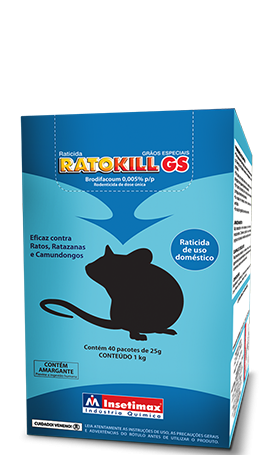 Raticida
GRÃOS ESPECIAIS
RATOKILL GS
Brodifacoum 0,005% p/p
Rodenticida de dose única
Eficaz contra
Ratos, Ratazanas
e Camundongos
Raticida
de uso
doméstico
Contém 40 pacotes de 25g
CONTEÚDO 1 kg
CONTÉM
AMARGANTE
Insetimax
Indústria Química
CUIDADO! VENENO!
LEIA ATENTAMENTE AS INSTRUÇÕES DE USO, AS PRECAUÇÕES GERAIS
E ADVERTÊNCIAS DO RÓTULO ANTES DE UTILIZAR O PRODUTO.